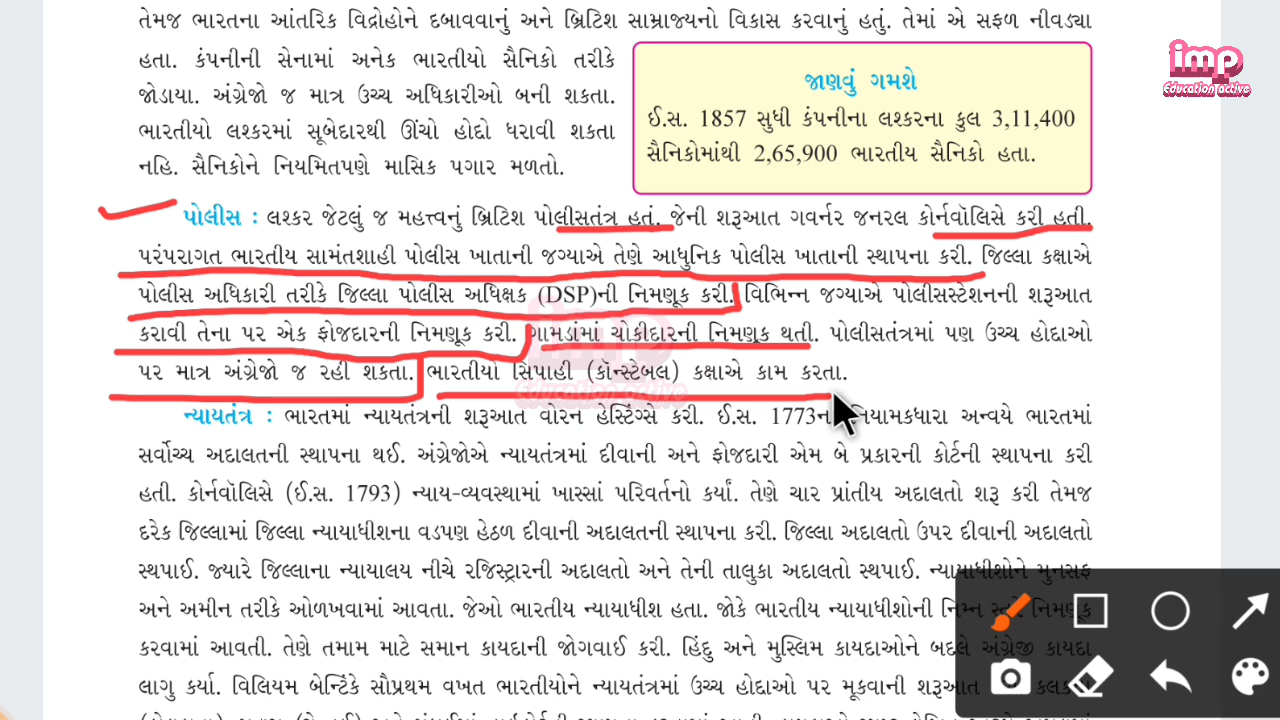 તેમજ ભારતના આંતરિક વિદ્રોહોને દબાવવાનું અને બ્રિટિશ સામ્રાજ્યનો વિકાસ કરવાનું હતું. તેમાં એ સફળ નીવડ્યા
હતા. કંપનીની સેનામાં અનેક ભારતીયો સૈનિકો તરીકે
જોડાયા. અંગ્રેજો જ માત્ર ઉચ્ચ અધિકારીઓ બની શકતા.
ભારતીયો લશ્કરમાં સૂબેદારથી ઊંચો હોદ્દો ધરાવી શકતા
નહિ. સૈનિકોને નિયમિતપણે માસિક પગાર મળતો.
જાણવું ગમશે
ઈ.સ. 1857 સુધી કંપનીના લશ્કરના કુલ 3,11,400
સૈનિકોમાંથી 2,65,900 ભારતીય સૈનિકો હતા.
imp
Education active
પોલીસ : લશ્કર જેટલું જ મહત્ત્વનું બ્રિટિશ પોલીસતંત્ર હતું. જેની શરૂઆત ગવર્નર જનરલ કોર્નવૉલિસે કરી હતી.
પરંપરાગત ભારતીય સામંતશાહી પોલીસ ખાતાની જગ્યાએ તેણે આધુનિક પોલીસ ખાતાની સ્થાપના કરી. જિલ્લા કક્ષાએ
પોલીસ અધિકારી તરીકે જિલ્લા પોલીસ અધિક્ષક (DSP)ની નિમણૂક કરી. વિભિન્ન જગ્યાએ પોલીસસ્ટેશનની શરૂઆત
કરાવી તેના પર એક ફોજદારની નિમણૂક કરી. ગામડાંમાં ચોકીદારની નિમણૂક થતી. પોલીસતંત્રમાં પણ ઉચ્ચ હોદ્દાઓ
પર માત્ર અંગ્રેજો જ રહી શકતા. ભારતીયો સિપાહી (કૉન્સ્ટેબલ) કક્ષાએ કામ કરતા.
imp
Education active
ન્યાયતંત્ર : ભારતમાં ન્યાયતંત્રની શરૂઆત વોરન હેસ્ટિંગ્સે કરી. ઈ.સ. 1773ના નિયામકધારા અન્વયે ભારતમાં
સર્વોચ્ચ અદાલતની સ્થાપના થઈ. અંગ્રેજોએ ન્યાયતંત્રમાં દીવાની અને ફોજદારી એમ બે પ્રકારની કોર્ટની સ્થાપના કરી
હતી. કોર્નવૉલિસે (ઈ.સ. 1793) ન્યાય-વ્યવસ્થામાં ખાસ્સાં પરિવર્તનો કર્યાં. તેણે ચાર પ્રાંતીય અદાલતો શરૂ કરી તેમજ
દરેક જિલ્લામાં જિલ્લા ન્યાયાધીશના વડપણ હેઠળ દીવાની અદાલતની સ્થાપના કરી. જિલ્લા અદાલતો ઉપર દીવાની અદાલતો
સ્થપાઈ. જ્યારે જિલ્લાના ન્યાયાલય નીચે રજિસ્ટ્રારની અદાલતો અને તેની તાલુકા અદાલતો સ્થપાઈ. ન્યાયાધીશોને મુનસફ
અને અમીન તરીકે ઓળખવામાં આવતા. જેઓ ભારતીય ન્યાયાધીશ હતા. જોકે ભારતીય ન્યાયાધીશોની નિમ્ન સ્તરે નિમણૂક
કરવામાં આવતી. તેણે તમામ માટે સમાન કાયદાની જોગવાઈ કરી. હિંદુ અને મુસ્લિમ કાયદાઓને બદલે અંગ્રેજી કાયદા
લાગુ કર્યા. વિલિયમ બેન્ટિંકે સૌપ્રથમ વખત ભારતીયોને ન્યાયતંત્રમાં ઉચ્ચ હોદ્દાઓ પર મૂકવાની શરૂઆત